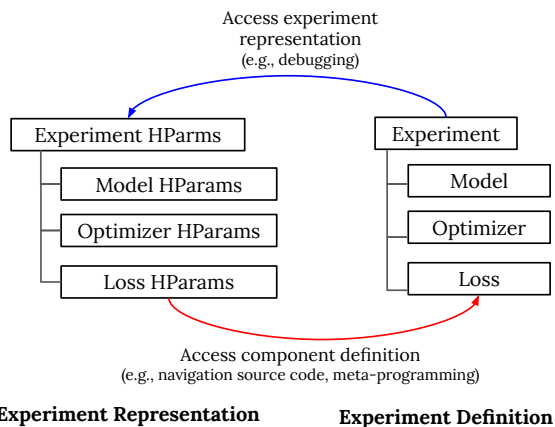 Access experiment
representation
(e.g., debugging)
Experiment HParms
Experiment
Model HParams
Model
Optimizer HParams
Optimizer
Loss HParams
Loss
Access component definition
(e.g., navigation source code, meta-programming)
Experiment Representation
Experiment Definition